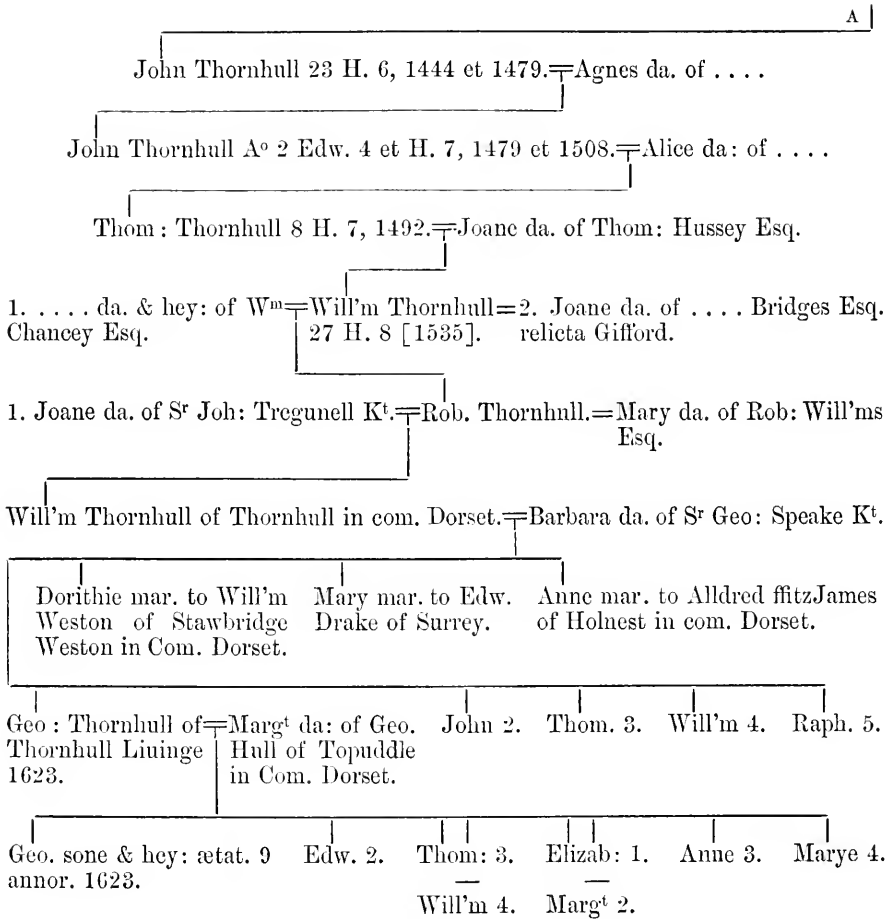 A
John Thornhull 23 H. 6, 1444 et 1479.=Agnes da. of . . . .
John Thornhull Aº 2 Edw. 4 et H. 7, 1479 et 1508.=Alice da: of . . . .
Thom: Thornhull 8 H. 7, 1492.=Joane da. of Thom: Hussey Esq.
1. . . . . da. & hey: of Wᵐ=Will'm Thornhull=2. Joane da. of . . . . Bridges Esq.
Chancey Esq. 27 H. 8 [1535]. relicta Gifford.
1. Joane da. of Sʳ Joh: Tregunell Kᵗ.=Rob. Thornhull.=Mary da. of Rob: Will'ms
Esq.
Will'm Thornhull of Thornhull in com. Dorset.=Barbara da. of Sʳ Geo: Speake Kᵗ.
Dorithie mar. to Will'm Mary mar. to Edw. Anne mar. to Alldred ffitzJames
Weston of Stawbridge Drake of Surrey. of Holnest in com. Dorset.
Weston in Com. Dorset.
Geo: Thornhull of=Margᵗ da: of Geo. John 2. Thom. 3. Will'm 4. Raph. 5.
Thornhull Liuinge Hull of Topuddle
1623. in Com. Dorset.
Geo. sone & hey: ætat. 9 Edw. 2. Thom: 3. Elizab: 1. Anne 3. Marye 4.
annor. 1623.
Will'm 4. Margᵗ 2.